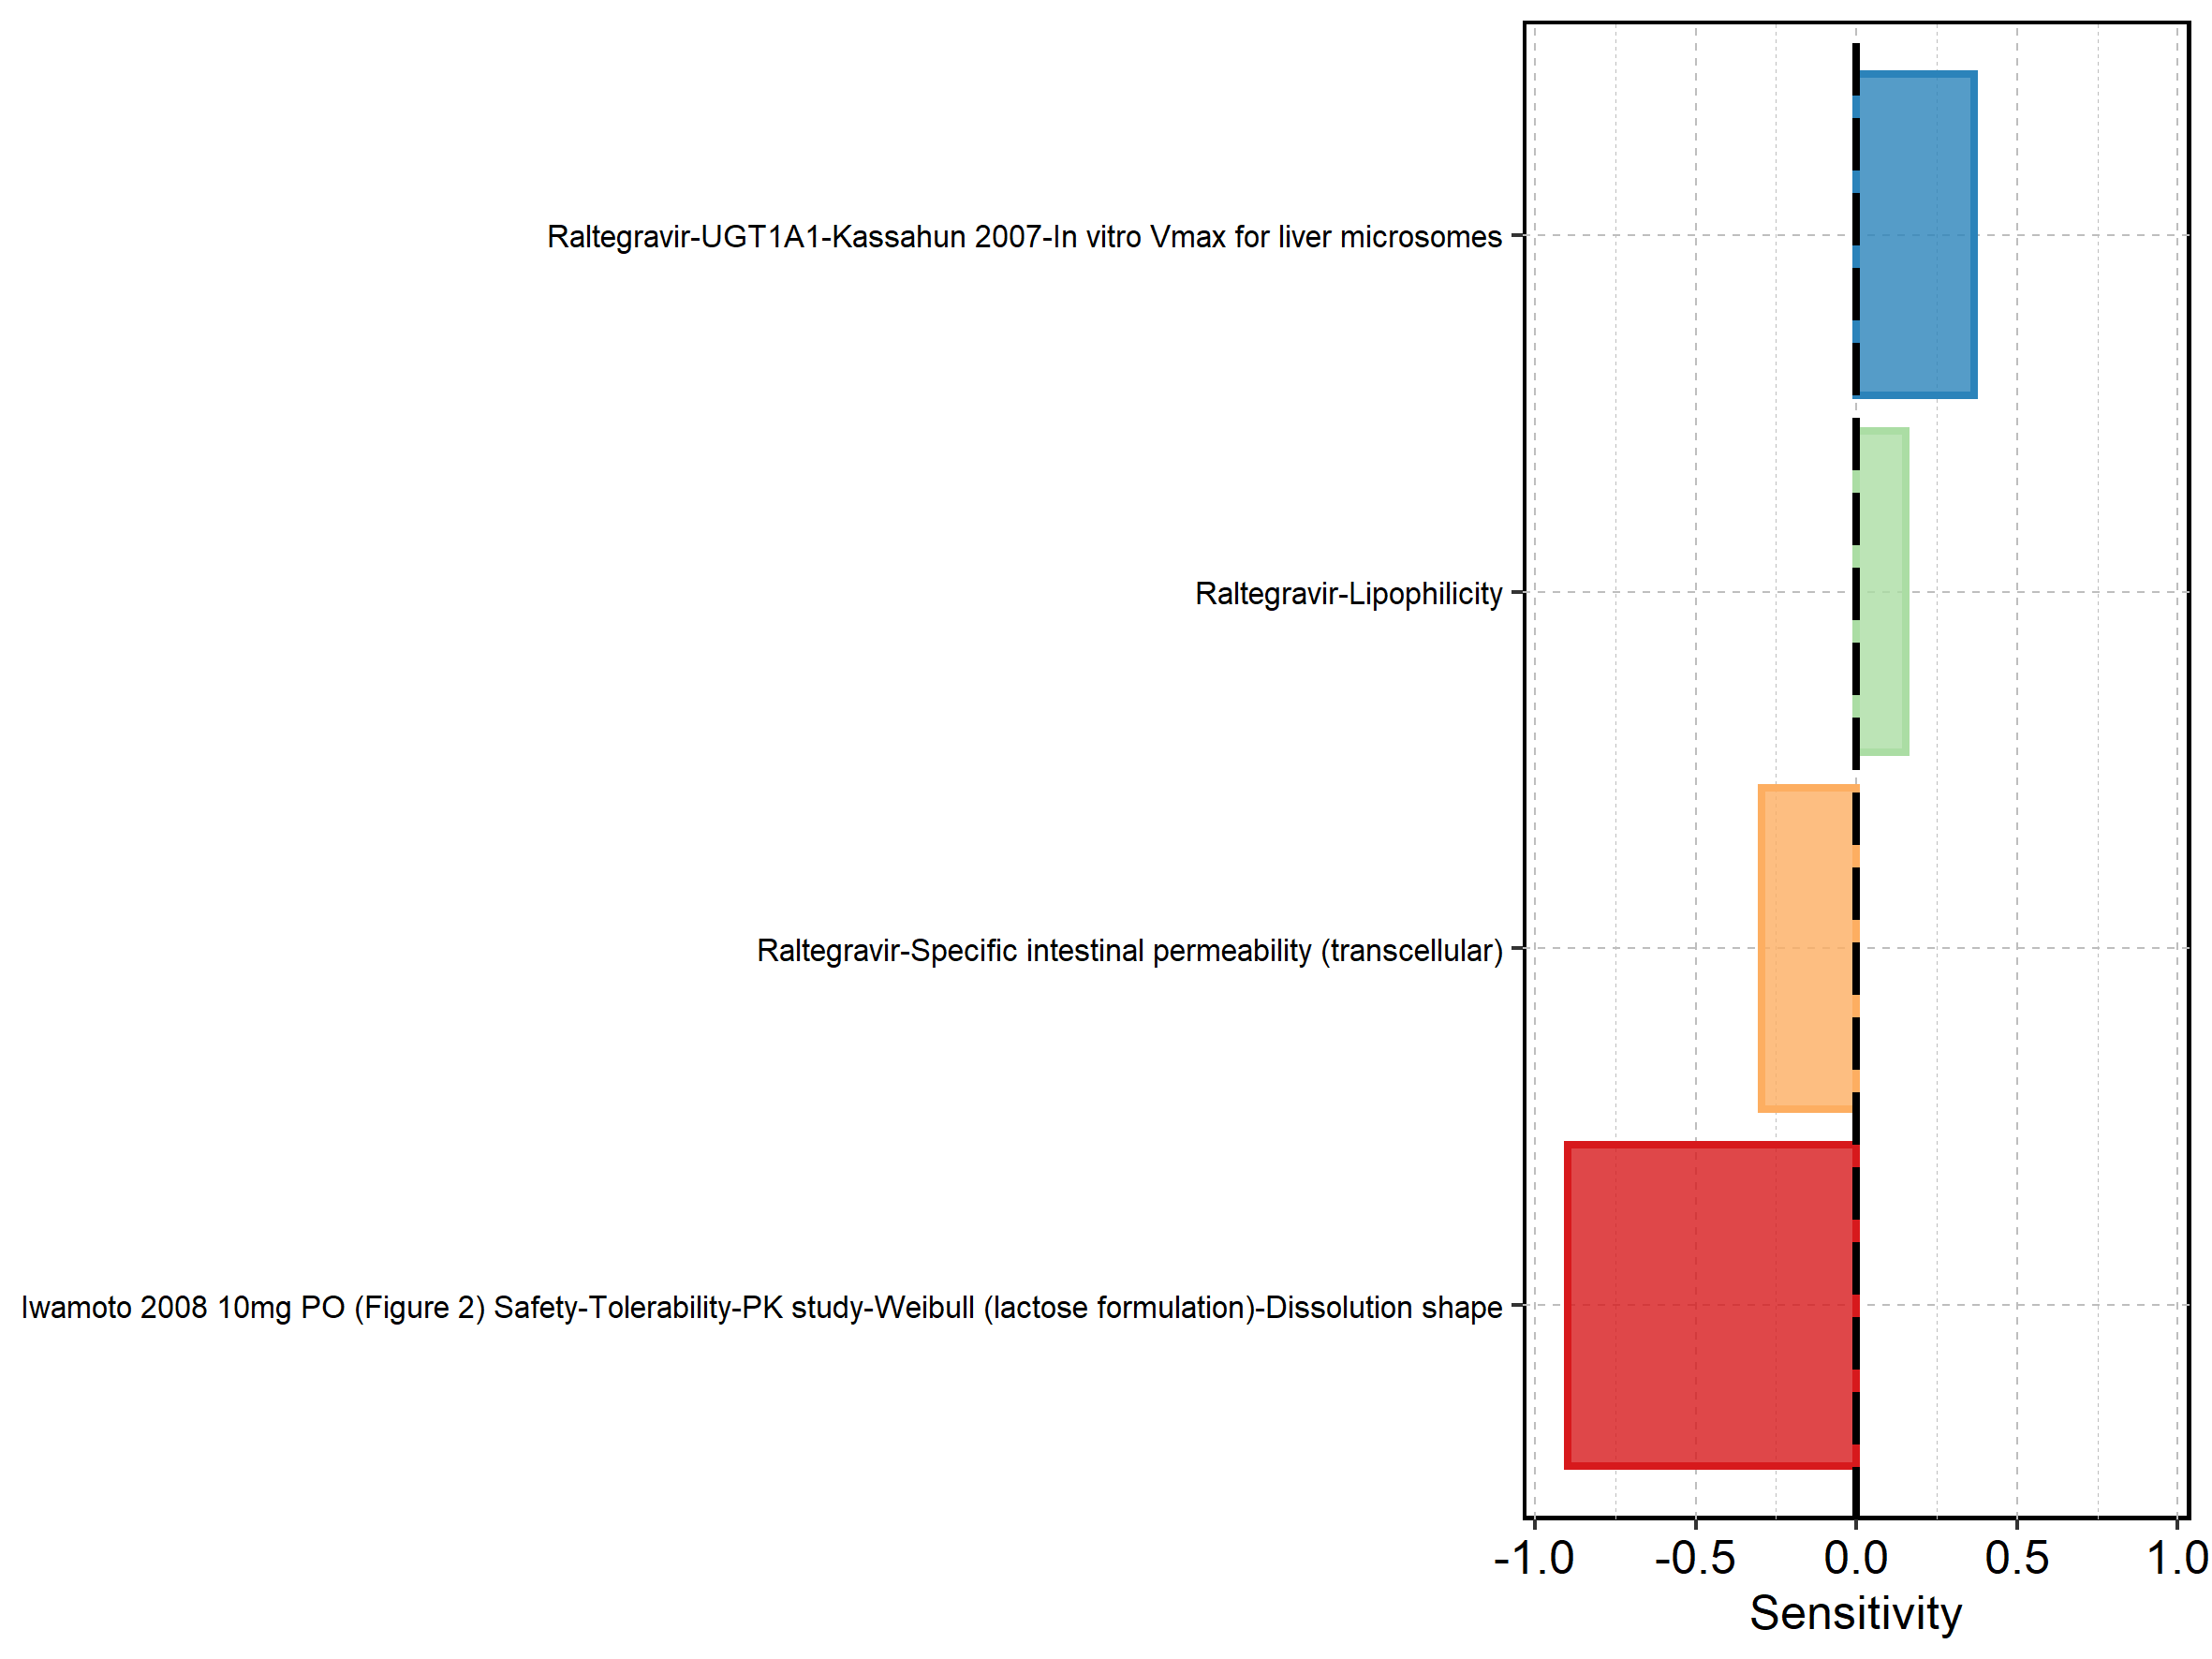 Raltegravir-UGT1A1-Kassahun 2007-In vitro Vmax for liver microsomes
Raltegravir-Lipophilicity
Raltegravir-Specific intestinal permeability (transcellular)
Iwamoto 2008 10mg PO (Figure 2) Safety-Tolerability-PK study-Weibull (lactose formulation)-Dissolution shape
-1.0 -0.5 0.0 0.5 1.0
Sensitivity